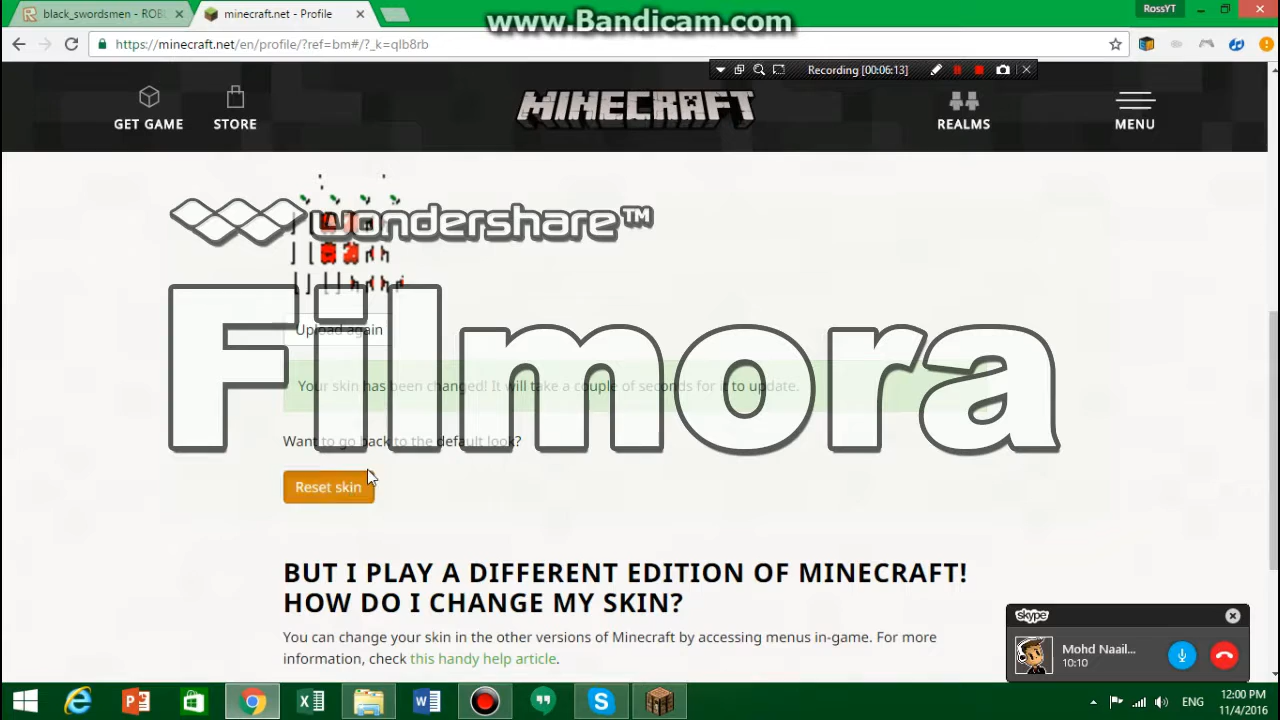 black_swordsmen - ROBL
minecraft.net - Profile
www.Bandicam.com
RossYT
https://minecraft.net/en/profile/?ref=bm#/?_k=qlb8rb
Recording [00:06:13]
GET GAME
STORE
MINECRAFT
REALMS
MENU
wondershare™
Filmora
Upload again
Your skin has been changed! It will take a couple of seconds for it to update.
Want to go back to the default look?
Reset skin
BUT I PLAY A DIFFERENT EDITION OF MINECRAFT!
HOW DO I CHANGE MY SKIN?
You can change your skin in the other versions of Minecraft by accessing menus in-game. For more
information, check this handy help article.
skype
Mohd Naail...
10:10
ENG
12:00 PM
11/4/2016